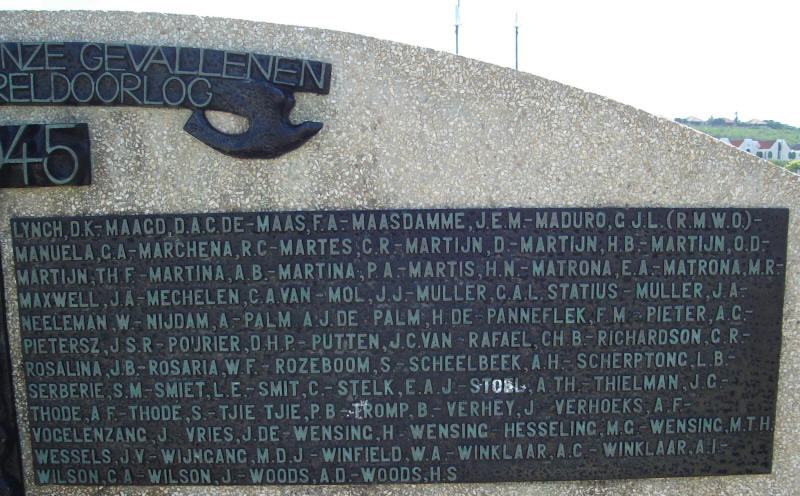 NZE GEVALLENEN
RELDOORLOG
945
LYNCH, D.K.- MAAGD, D.A.C. DE- MAAS, F.A- MAASDAMME, J.E.M- MADURO, G.J.L. (R.M.W.O.)-
MANUELA, G.A- MARCHENA, R.C- MARTES, C.R- MARTIJN, D- MARTIJN, H.B- MARTIJN, O.D-
MARTIJN, TH.F- MARTINA, A.B- MARTINA, P.A- MARTIS, H.N- MATRONA, E.A- MATRONA, M.R-
MAXWELL, J.A- MECHELEN, C.A. VAN- MOL, J.J- MULLER, C.A.L. STATIUS- MULLER, J.A-
NEELEMAN, W- NIJDAM, A- PALM A.J. DE PALM, H. DE- PANNEFLEK, F.M- PIETER, A.C-
PIETERSZ, J.S.R- POURIER, D.H.P- PUTTEN, J.C. VAN- RAFAEL, CH.B- RICHARDSON, G.R-
ROSALINA, J.B- ROSARIA, W.F. - ROZEBOOM, S- SCHEELBEEK, A.H- SCHERPTONG, L.B-
SERBERIE, S.M- SMIET, L.E- SMIT, C- STELK, E.A.J- A.TH- THIELMAN, J.G-
THODE, A.F- THODE, S- TJIE TJIE, P.B- TROMP, B- VERHEY, J VERHOEKS, A.F-
VOGELENZANG, J- VRIES, J. DE- WENSING, H WENSING- HESSELING, M.G- WENSING, M.T.H.
WESSELS, J.V- WIJNGANG, M.D.J- WINFIELD, W.A- WINKLAAR, A.C- WINKLAAR, A.I-
WILSON, C.A- WILSON, J- WOODS, A.D- WOODS, H.S